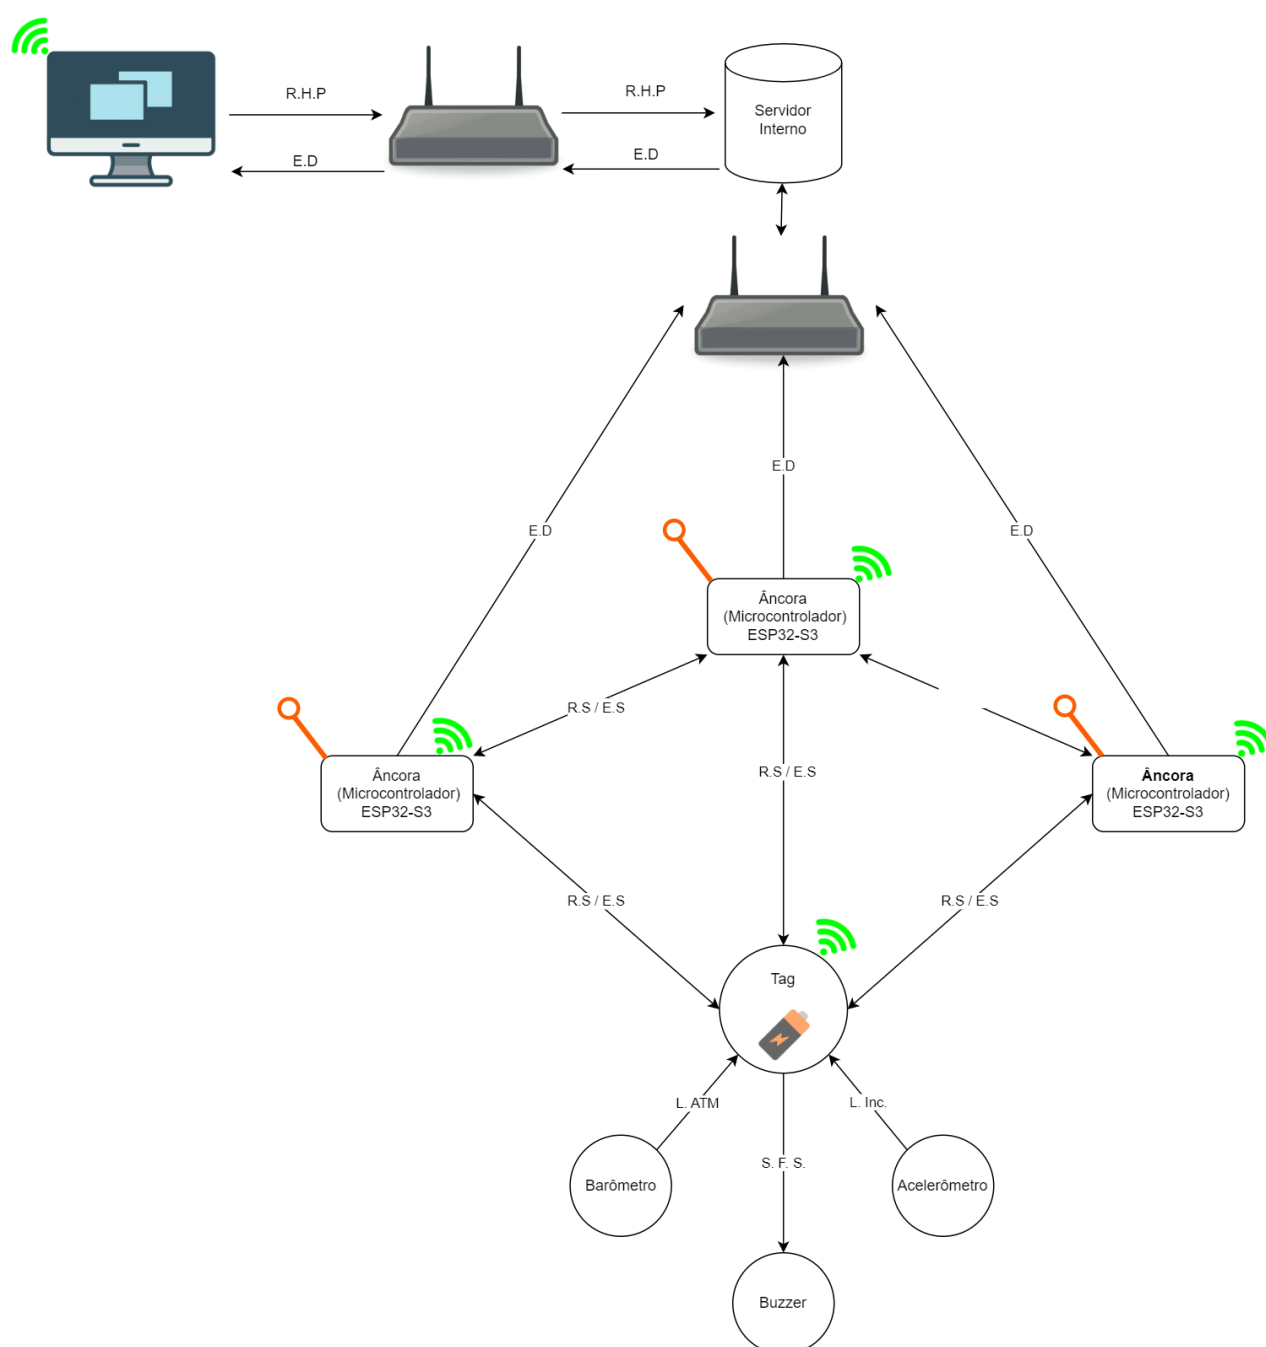 R.H.P
R.H.P
Servidor
Interno
E.D
E.D
E.D
E.D
E.D
Âncora
(Microcontrolador)
ESP32-S3
R.S / E.S
R.S / E.S
Âncora
(Microcontrolador)
ESP32-S3
Âncora
(Microcontrolador)
ESP32-S3
R.S / E.S
R.S / E.S
Tag
L. ATM
L. Inc.
S. F. S.
Barômetro
Acelerômetro
Buzzer